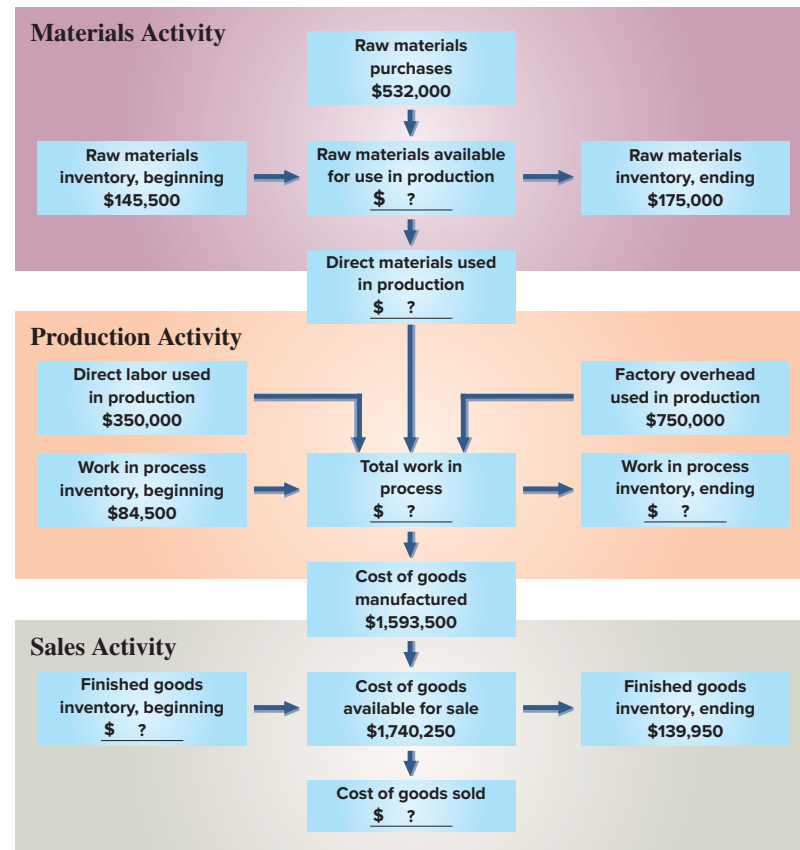 Materials Activity
Raw materials
purchases
$532,000
Raw materials
inventory, beginning
$145,500
Raw materials available
for use in production
$ ?
Raw materials
inventory, ending
$175,000
Direct materials used
in production
$ ?
Production Activity
Direct labor used
in production
$350,000
Factory overhead
used in production
$750,000
Work in process
inventory, beginning
$84,500
Total work in
process
$ ?
Work in process
inventory, ending
$ ?
Cost of goods
manufactured
$1,593,500
Sales Activity
Finished goods
inventory, beginning
$ ?
Cost of goods
available for sale
$1,740,250
Finished goods
inventory, ending
$139,950
Cost of goods sold
$ ?